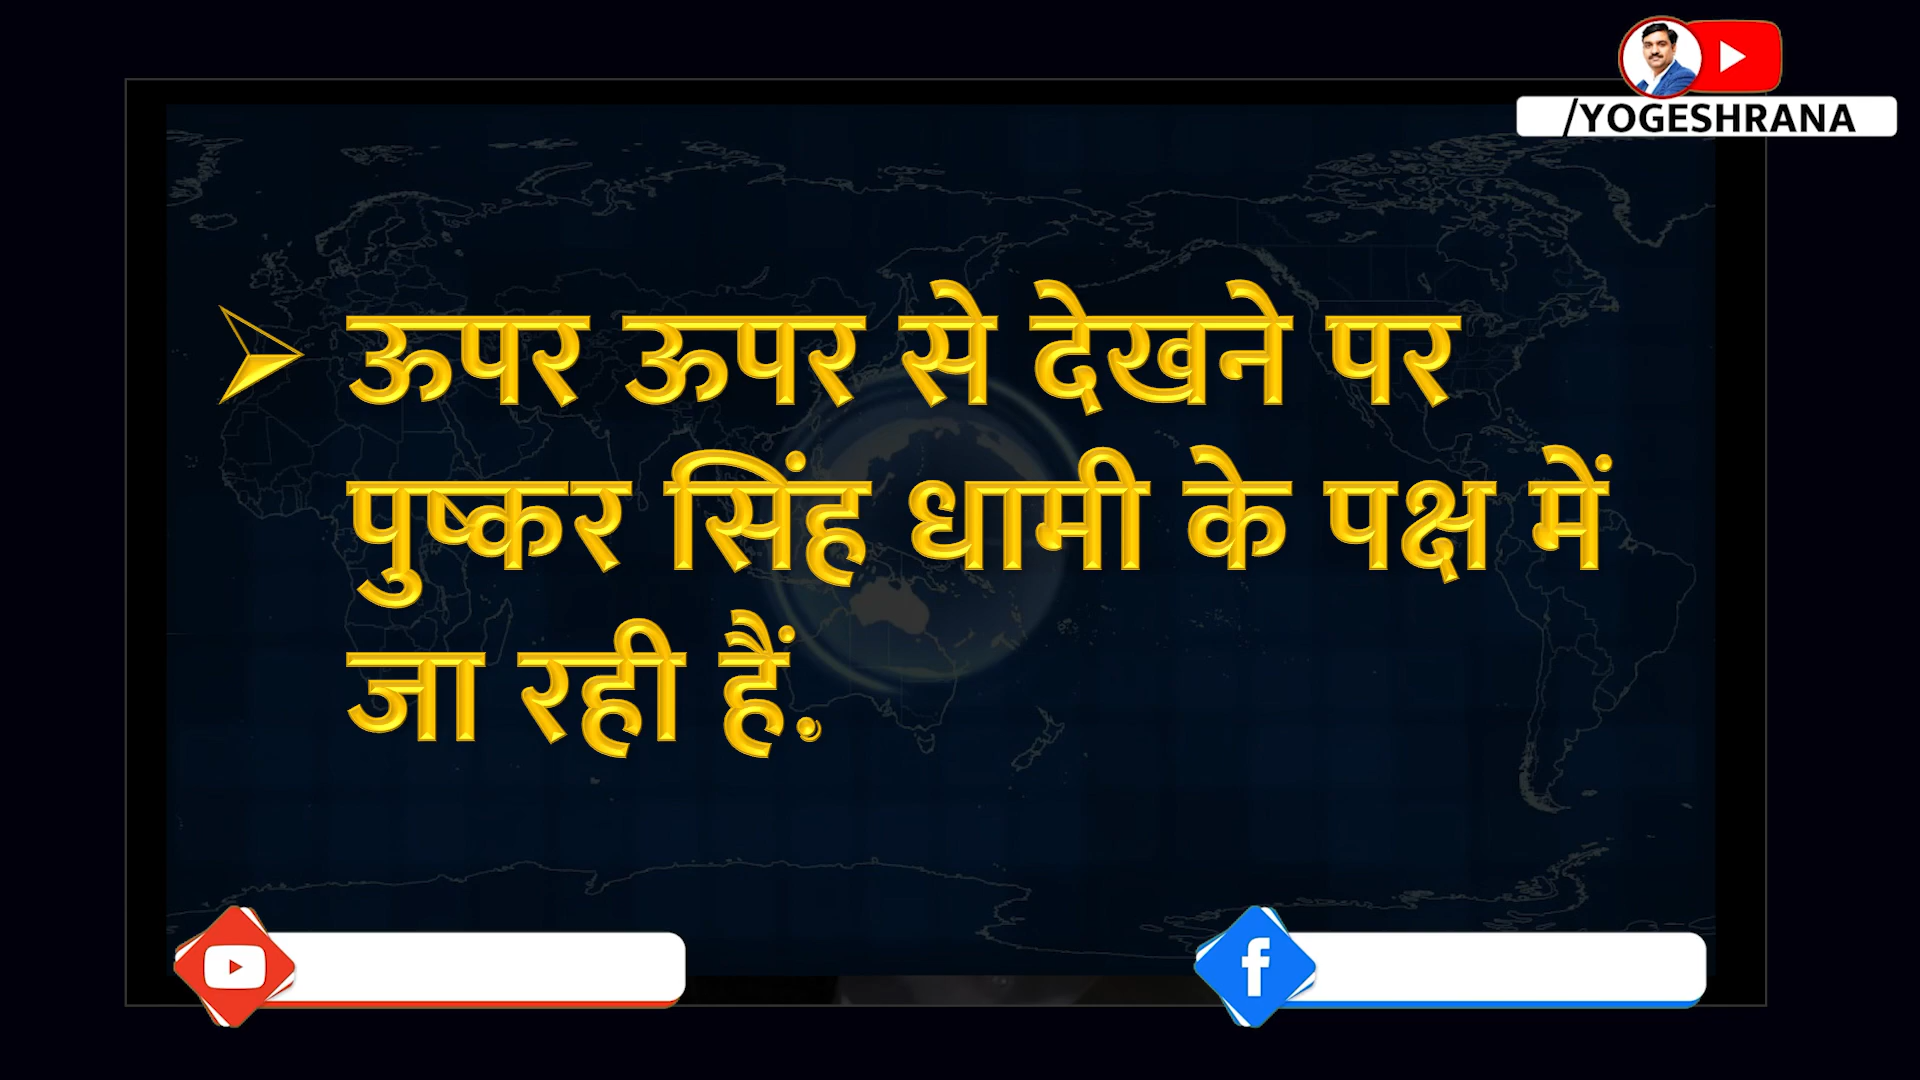 /YOGESHRANA
ऊपर ऊपर से देखने पर
पुष्कर सिंह धामी के पक्ष में
जा रही हैं.